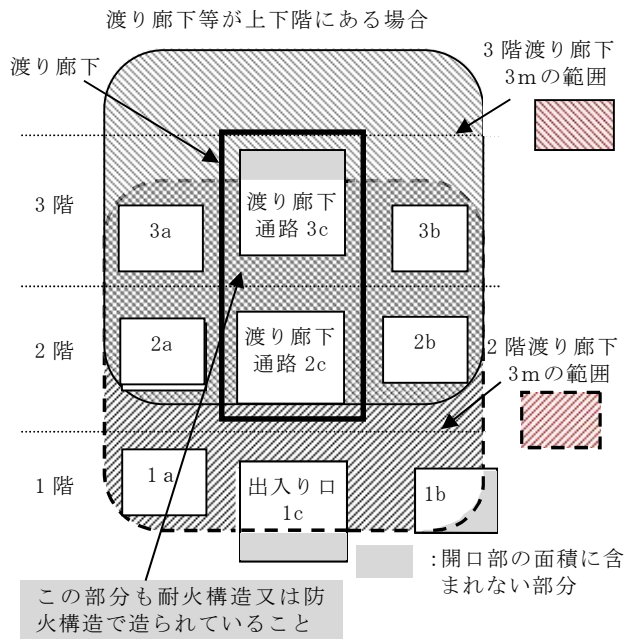 渡り廊下等が上下階にある場合
渡り廊下
3階渡り廊下
3mの範囲
3階
渡り廊下
通路 3c
3a
3b
2階
2a
渡り廊下
通路 2c
2b
2階渡り廊下
3mの範囲
1階
1a
出入り口
1c
1b
:開口部の面積に含
まれない部分
この部分も耐火構造又は防
火構造で造られていること